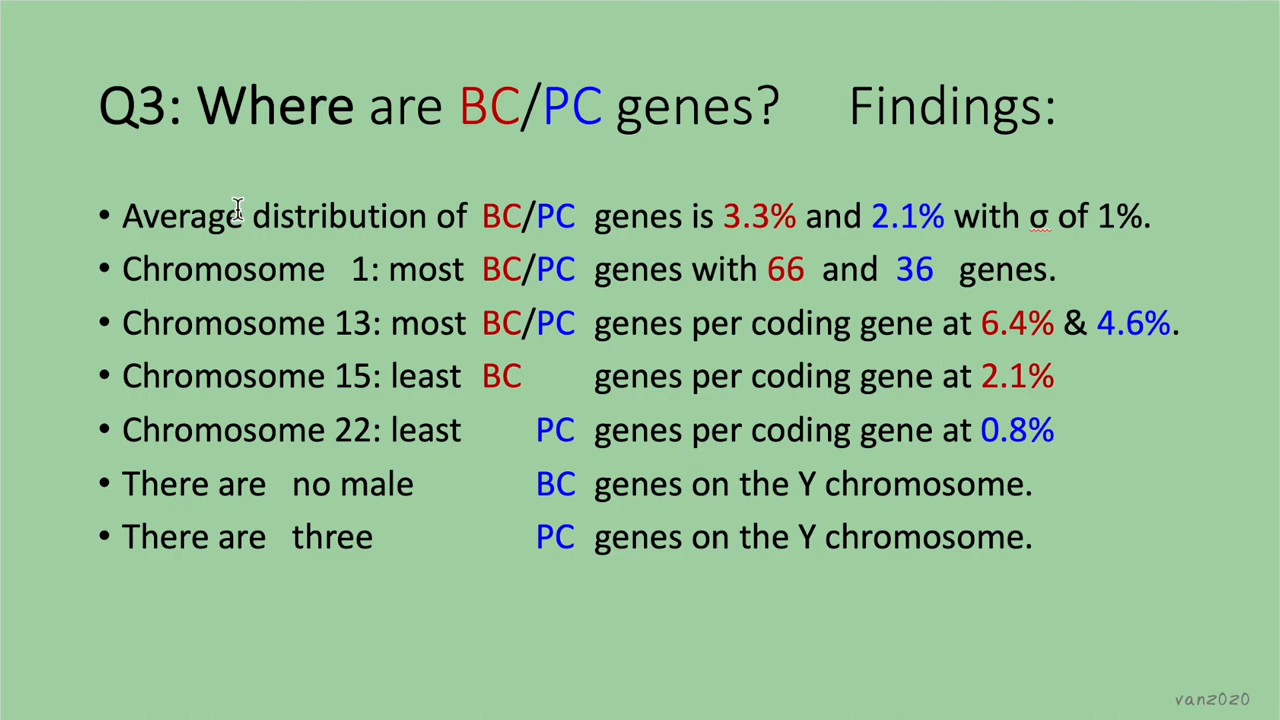 Q3: Where are BC/PC genes? Findings:
• Average distribution of BC/PC genes is 3.3% and 2.1% with σ of 1%.
• Chromosome 1: most BC/PC genes with 66 and 36 genes.
• Chromosome 13: most BC/PC genes per coding gene at 6.4% & 4.6%.
• Chromosome 15: least BC genes per coding gene at 2.1%
• Chromosome 22: least PC genes per coding gene at 0.8%
• There are no male BC genes on the Y chromosome.
• There are three PC genes on the Y chromosome.
van2020